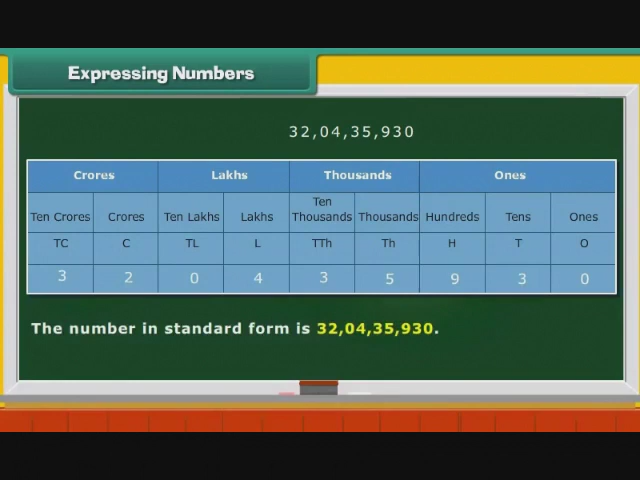 Expressing Numbers
32,04,35,930
Crores Lakhs Thousands Ones
Ten Crores Crores Ten Lakhs Lakhs Ten Thousands Thousands Hundreds Tens Ones
TC C TL L TTh Th H T O
3 2 0 4 3 5 9 3 0
The number in standard form is 32,04,35,930.